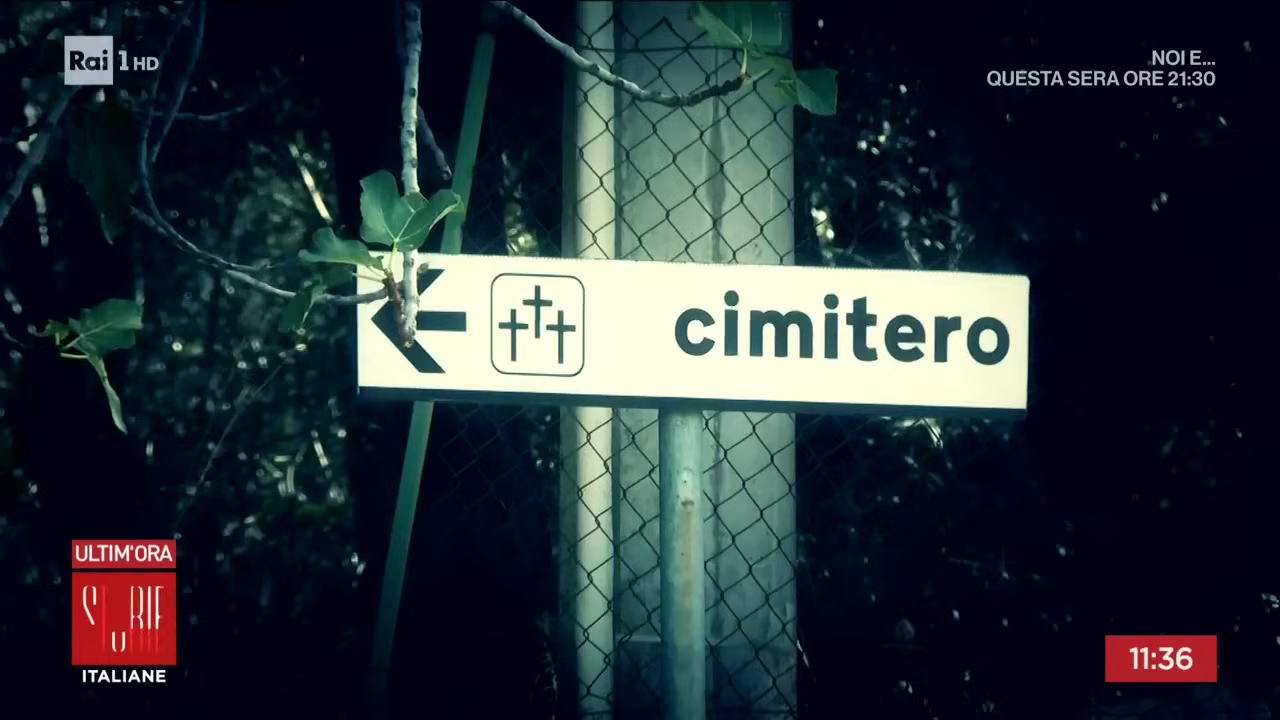 Rai 1 HD
NOI E...
QUESTA SERA ORE 21:30
cimitero
ULTIM'ORA
STORIE
ITALIANE
11:36